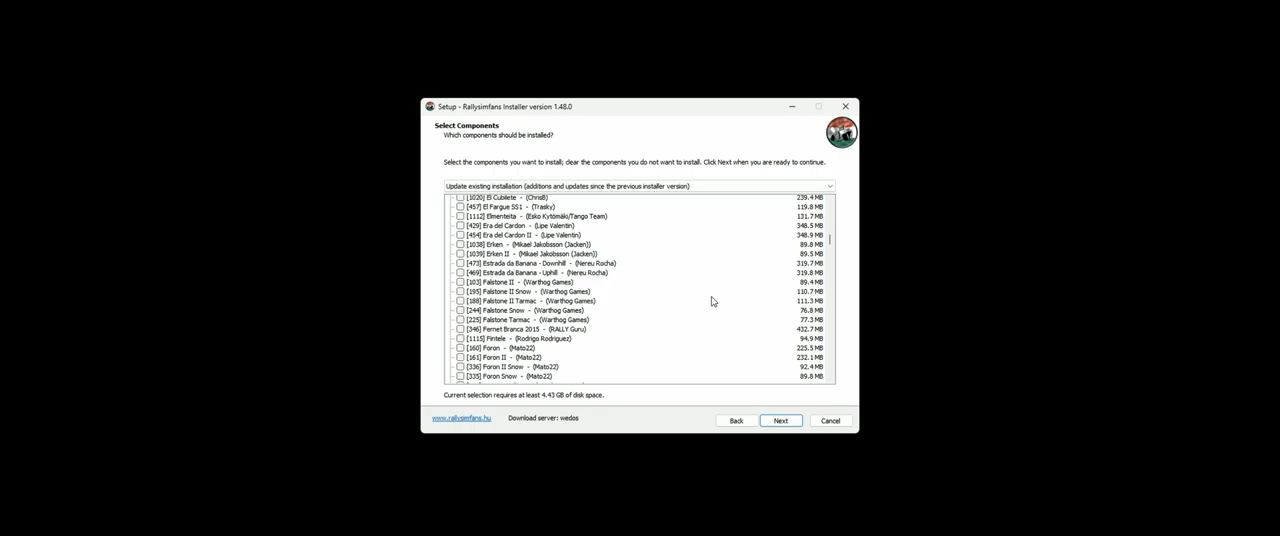 Setup - Rallysimfans Installer version 1.48.0
Select Components
Which components should be installed?
Select the components you want to install; clear the components you do not want to install. Click Next when you are ready to continue.
Update existing installation (additions and updates since the previous installer version)
[1020] El Cubilete - (ChrisB) 239.4 MB
[457] El Fargue SS1 - (Trasky) 119.8 MB
[1112] Elmenteita - (Esko Kytömäki/Tango Team) 131.7 MB
[429] Era del Cardon - (Lipe Valentin) 348.5 MB
[454] Era del Cardon II - (Lipe Valentin) 348.9 MB
[1038] Erken - (Mikael Jakobsson (Jacken)) 89.8 MB
[1039] Erken II - (Mikael Jakobsson (Jacken)) 89.5 MB
[473] Estrada da Banana - Downhill - (Nereu Rocha) 319.7 MB
[469] Estrada da Banana - Uphill - (Nereu Rocha) 319.8 MB
[103] Falstone II - (Warthog Games) 89.4 MB
[195] Falstone II Snow - (Warthog Games) 110.7 MB
[188] Falstone II Tarmac - (Warthog Games) 111.3 MB
[244] Falstone Snow - (Warthog Games) 76.8 MB
[225] Falstone Tarmac - (Warthog Games) 77.3 MB
[346] Fernet Branca 2015 - (RALLY Guru) 432.7 MB
[1115] Fintele - (Rodrigo Rodriguez) 94.9 MB
[160] Foron - (Mato22) 225.5 MB
[161] Foron II - (Mato22) 232.1 MB
[336] Foron II Snow - (Mato22) 92.4 MB
[335] Foron Snow - (Mato22) 89.8 MB
Current selection requires at least 4.43 GB of disk space.
www.rallysimfans.hu Download server: wedos Back Next Cancel